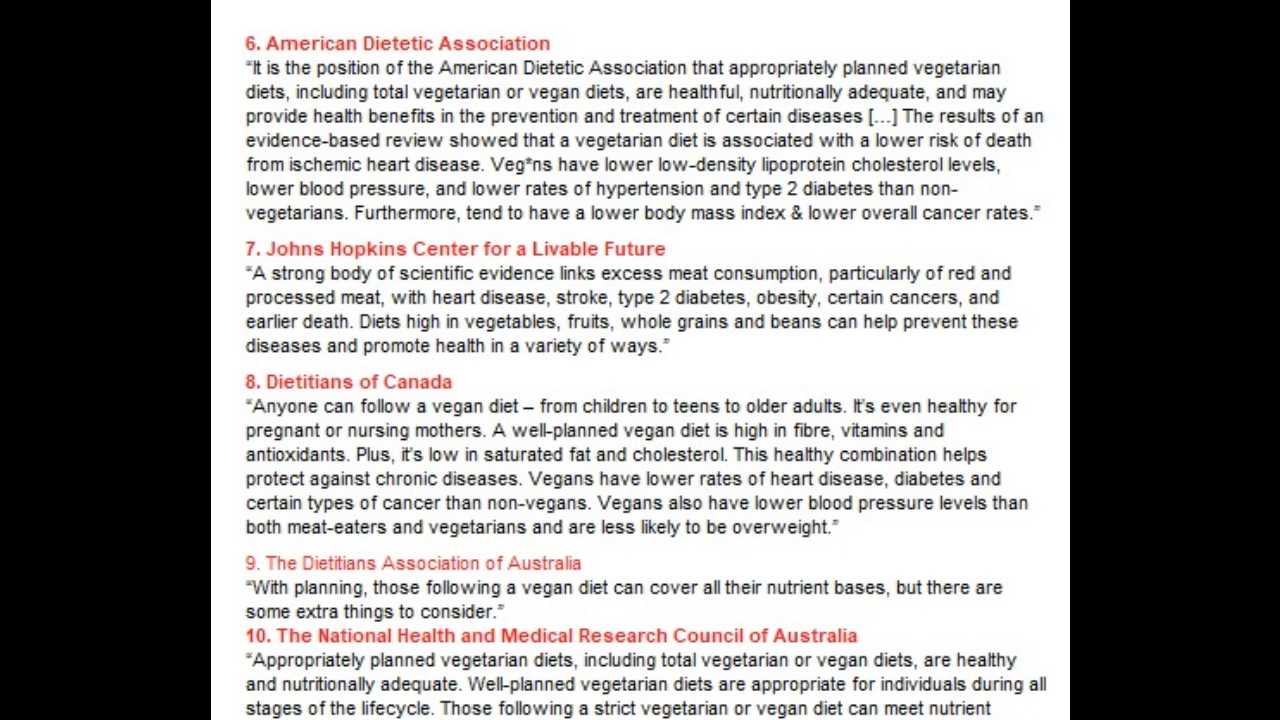 6. American Dietetic Association
“It is the position of the American Dietetic Association that appropriately planned vegetarian
diets, including total vegetarian or vegan diets, are healthful, nutritionally adequate, and may
provide health benefits in the prevention and treatment of certain diseases [...] The results of an
evidence-based review showed that a vegetarian diet is associated with a lower risk of death
from ischemic heart disease. Veg*ns have lower low-density lipoprotein cholesterol levels,
lower blood pressure, and lower rates of hypertension and type 2 diabetes than non-
vegetarians. Furthermore, tend to have a lower body mass index & lower overall cancer rates.”
7. Johns Hopkins Center for a Livable Future
“A strong body of scientific evidence links excess meat consumption, particularly of red and
processed meat, with heart disease, stroke, type 2 diabetes, obesity, certain cancers, and
earlier death. Diets high in vegetables, fruits, whole grains and beans can help prevent these
diseases and promote health in a variety of ways.”
8. Dietitians of Canada
“Anyone can follow a vegan diet – from children to teens to older adults. It’s even healthy for
pregnant or nursing mothers. A well-planned vegan diet is high in fibre, vitamins and
antioxidants. Plus, it’s low in saturated fat and cholesterol. This healthy combination helps
protect against chronic diseases. Vegans have lower rates of heart disease, diabetes and
certain types of cancer than non-vegans. Vegans also have lower blood pressure levels than
both meat-eaters and vegetarians and are less likely to be overweight.”
9. The Dietitians Association of Australia
“With planning, those following a vegan diet can cover all their nutrient bases, but there are
some extra things to consider.”
10. The National Health and Medical Research Council of Australia
“Appropriately planned vegetarian diets, including total vegetarian or vegan diets, are healthy
and nutritionally adequate. Well-planned vegetarian diets are appropriate for individuals during all
stages of the lifecycle. Those following a strict vegetarian or vegan diet can meet nutrient